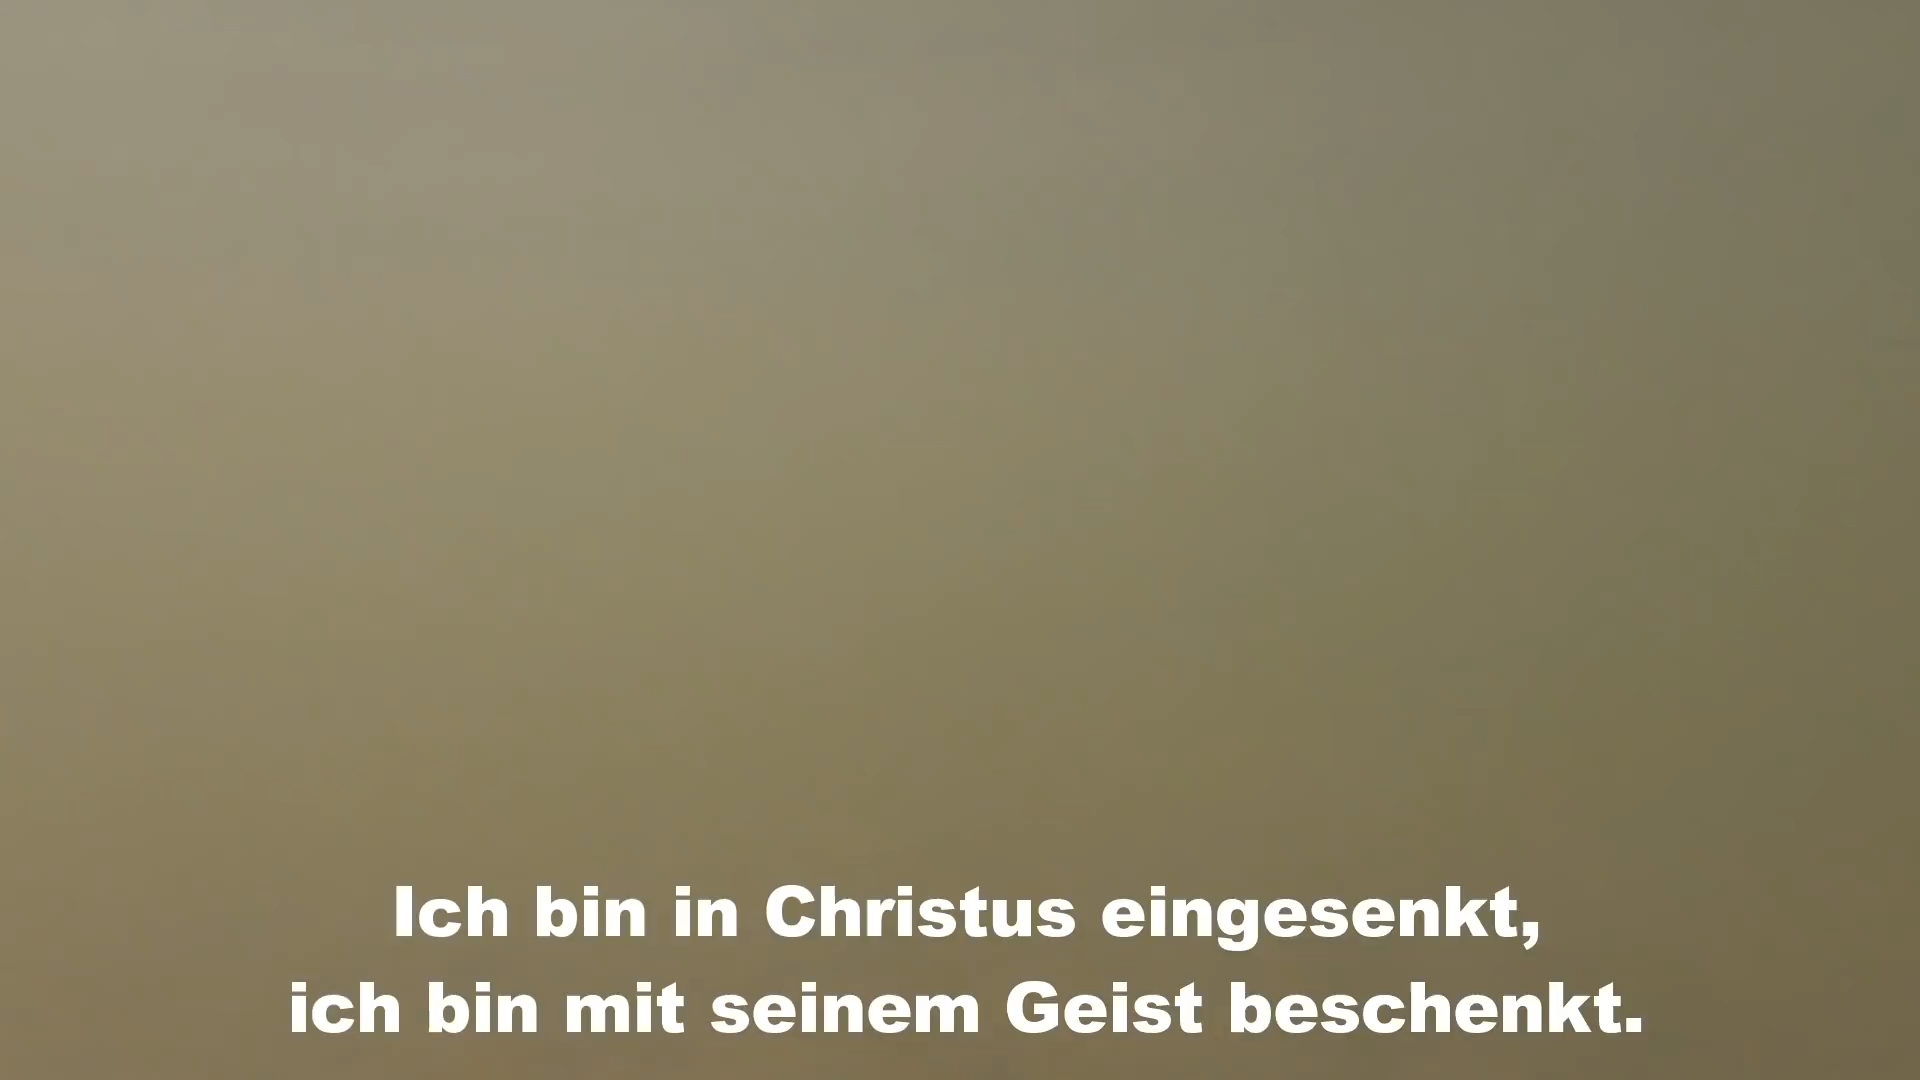 Ich bin in Christus eingesenkt,
ich bin mit seinem Geist beschenkt.